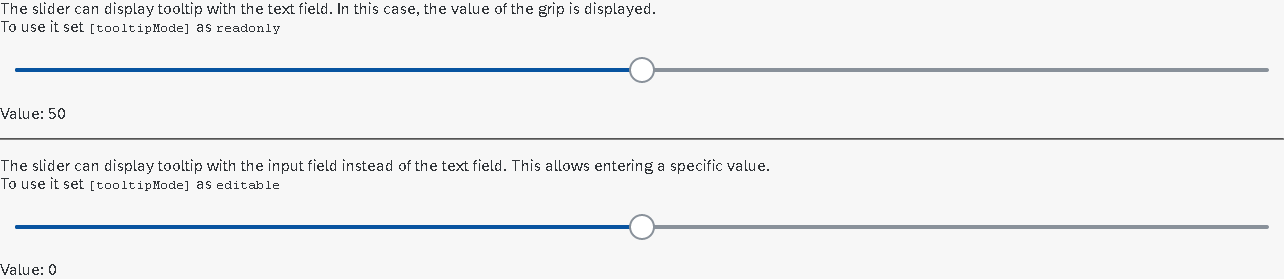 The slider can display tooltip with the text field. In this case, the value of the grip is displayed.
To use it set [tooltipMode] as readonly
Value: 50
The slider can display tooltip with the input field instead of the text field. This allows entering a specific value.
To use it set [tooltipMode] as editable
Value: 0